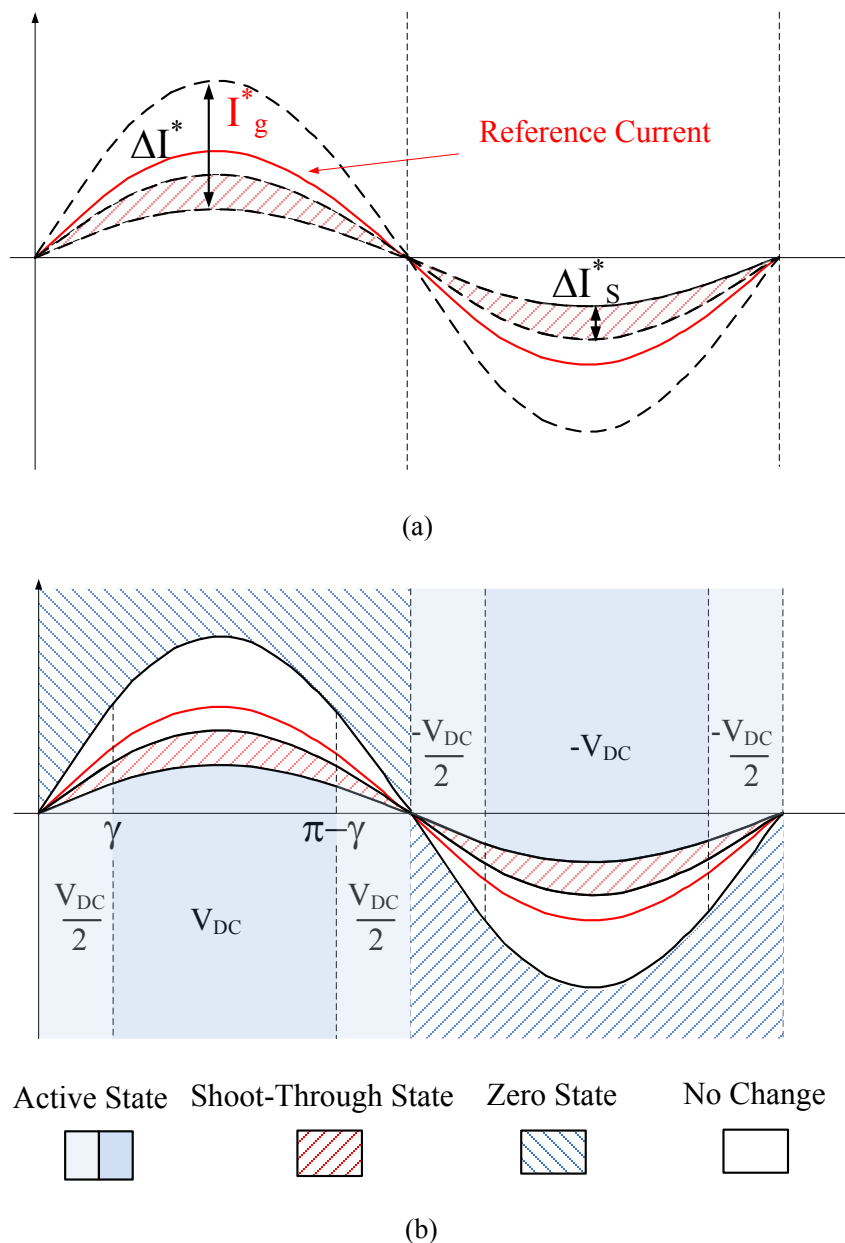 I*g
ΔI*
Reference Current
ΔI*S
(a)
-VDC/2
-VDC
-VDC/2
γ
π−γ
VDC/2
VDC
VDC/2
Active State
Shoot-Through State
Zero State
No Change
(b)